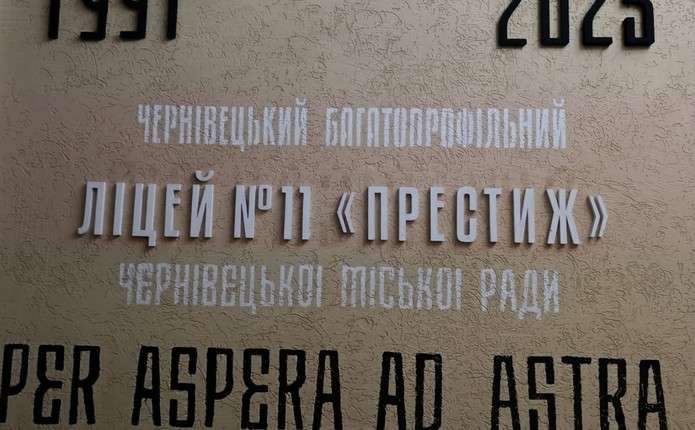 1991 2025
ЧЕРНІВЕЦЬКИЙ БАГАТОПРОФІЛЬНИЙ
ЛІЦЕЙ №11 «ПРЕСТИЖ»
ЧЕРНІВЕЦЬКОЇ МІСЬКОЇ РАДИ
PER ASPERA AD ASTRA